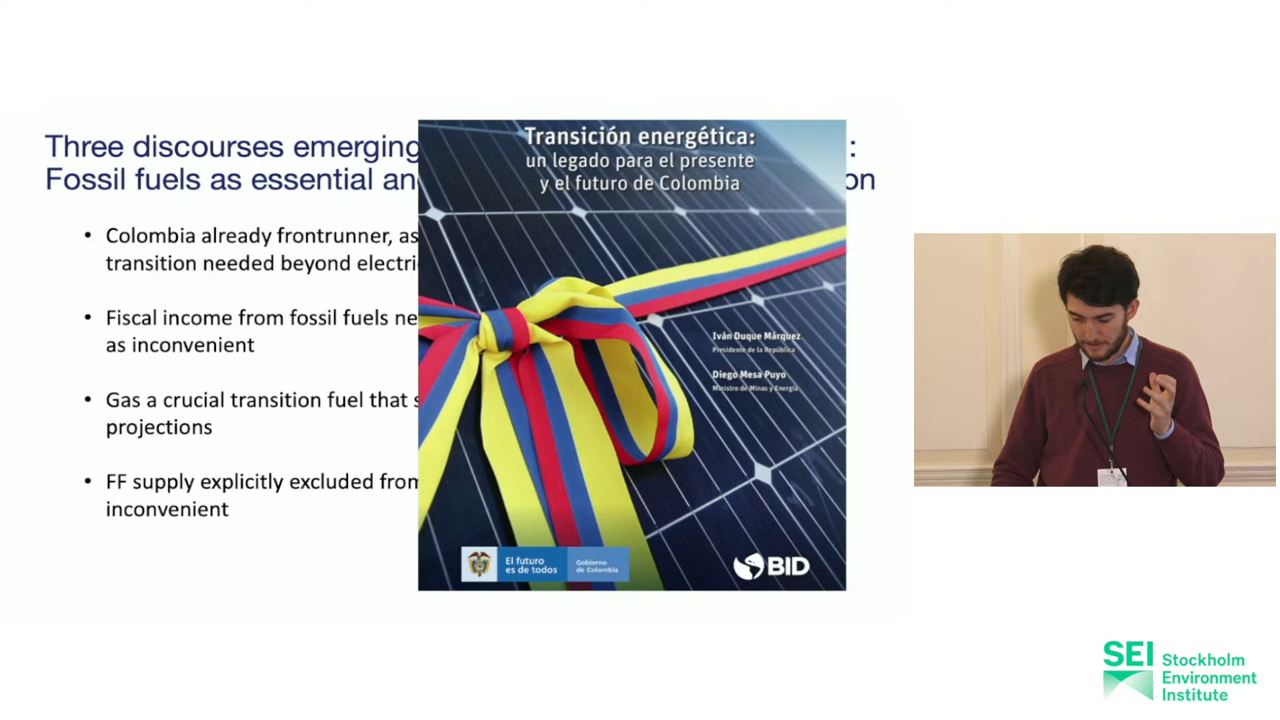 Three discourses emerging
:
Fossil fuels as essential an
on
• Colombia already frontrunner, as
transition needed beyond electri
• Fiscal income from fossil fuels ne
as inconvenient
• Gas a crucial transition fuel that s
projections
• FF supply explicitly excluded from
inconvenient
Transición energética:
un legado para el presente
y el futuro de Colombia
Iván Duque Márquez
Presidente de la República
Diego Mesa Puyo
Ministro de Minas y Energía
El futuro
es de todos
Gobierno
de Colombia
BID
SEI Stockholm
Environment
Institute